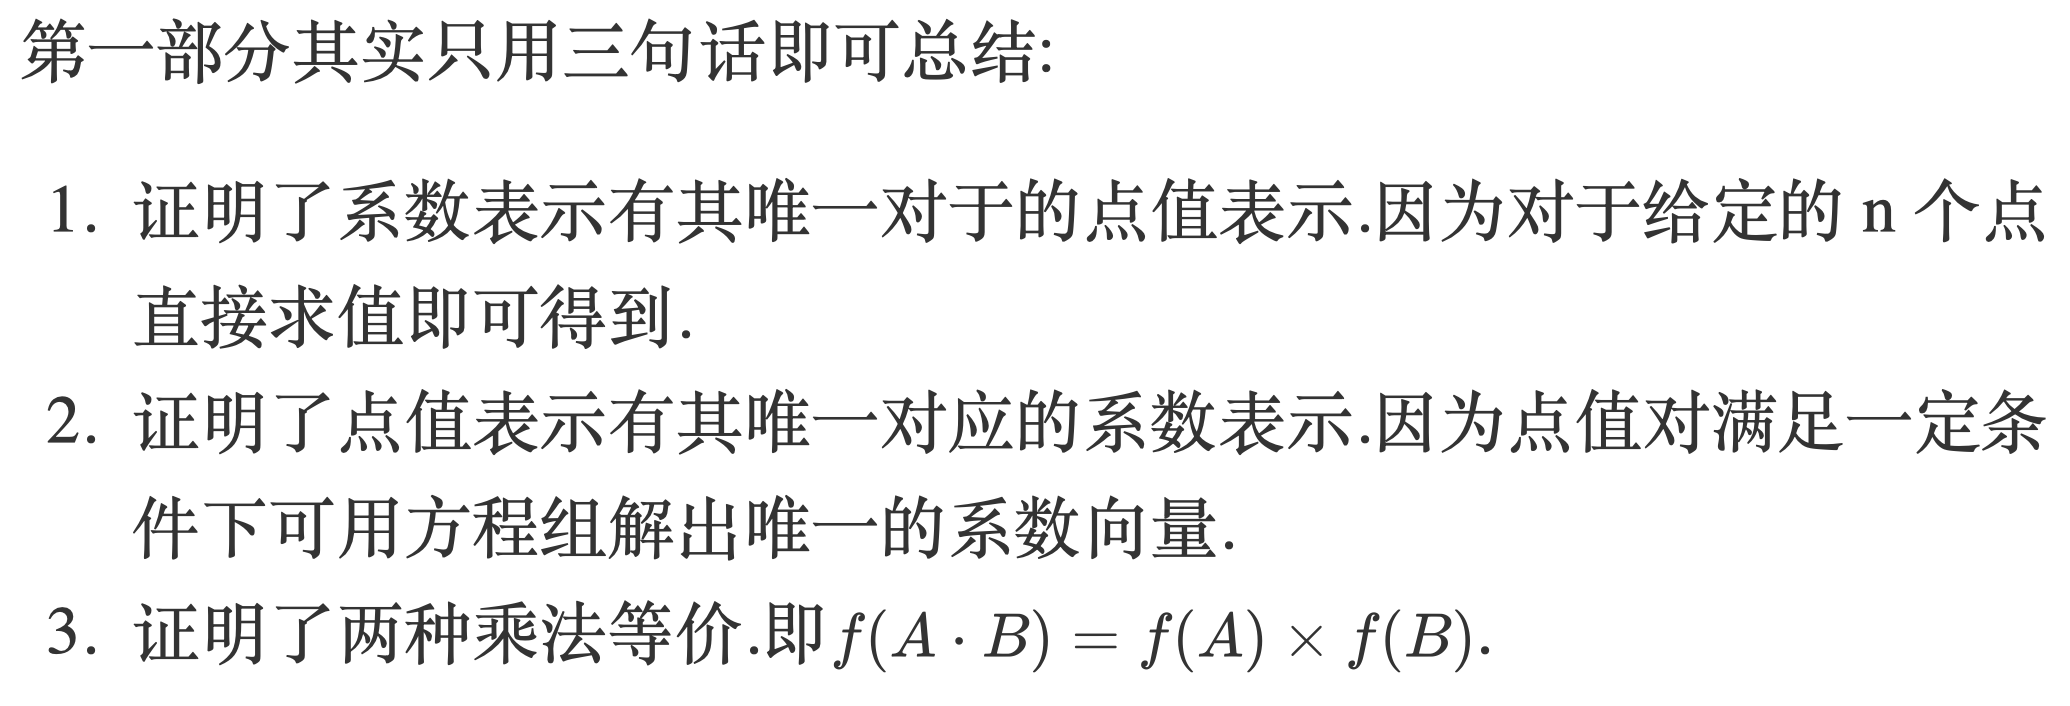 第一部分其实只用三句话即可总结:
1. 证明了系数表示有其唯一对于的点值表示.因为对于给定的 n 个点
直接求值即可得到.
2. 证明了点值表示有其唯一对应的系数表示.因为点值对满足一定条
件下可用方程组解出唯一的系数向量.
3. 证明了两种乘法等价.即f(A · B) = f(A) × f(B).